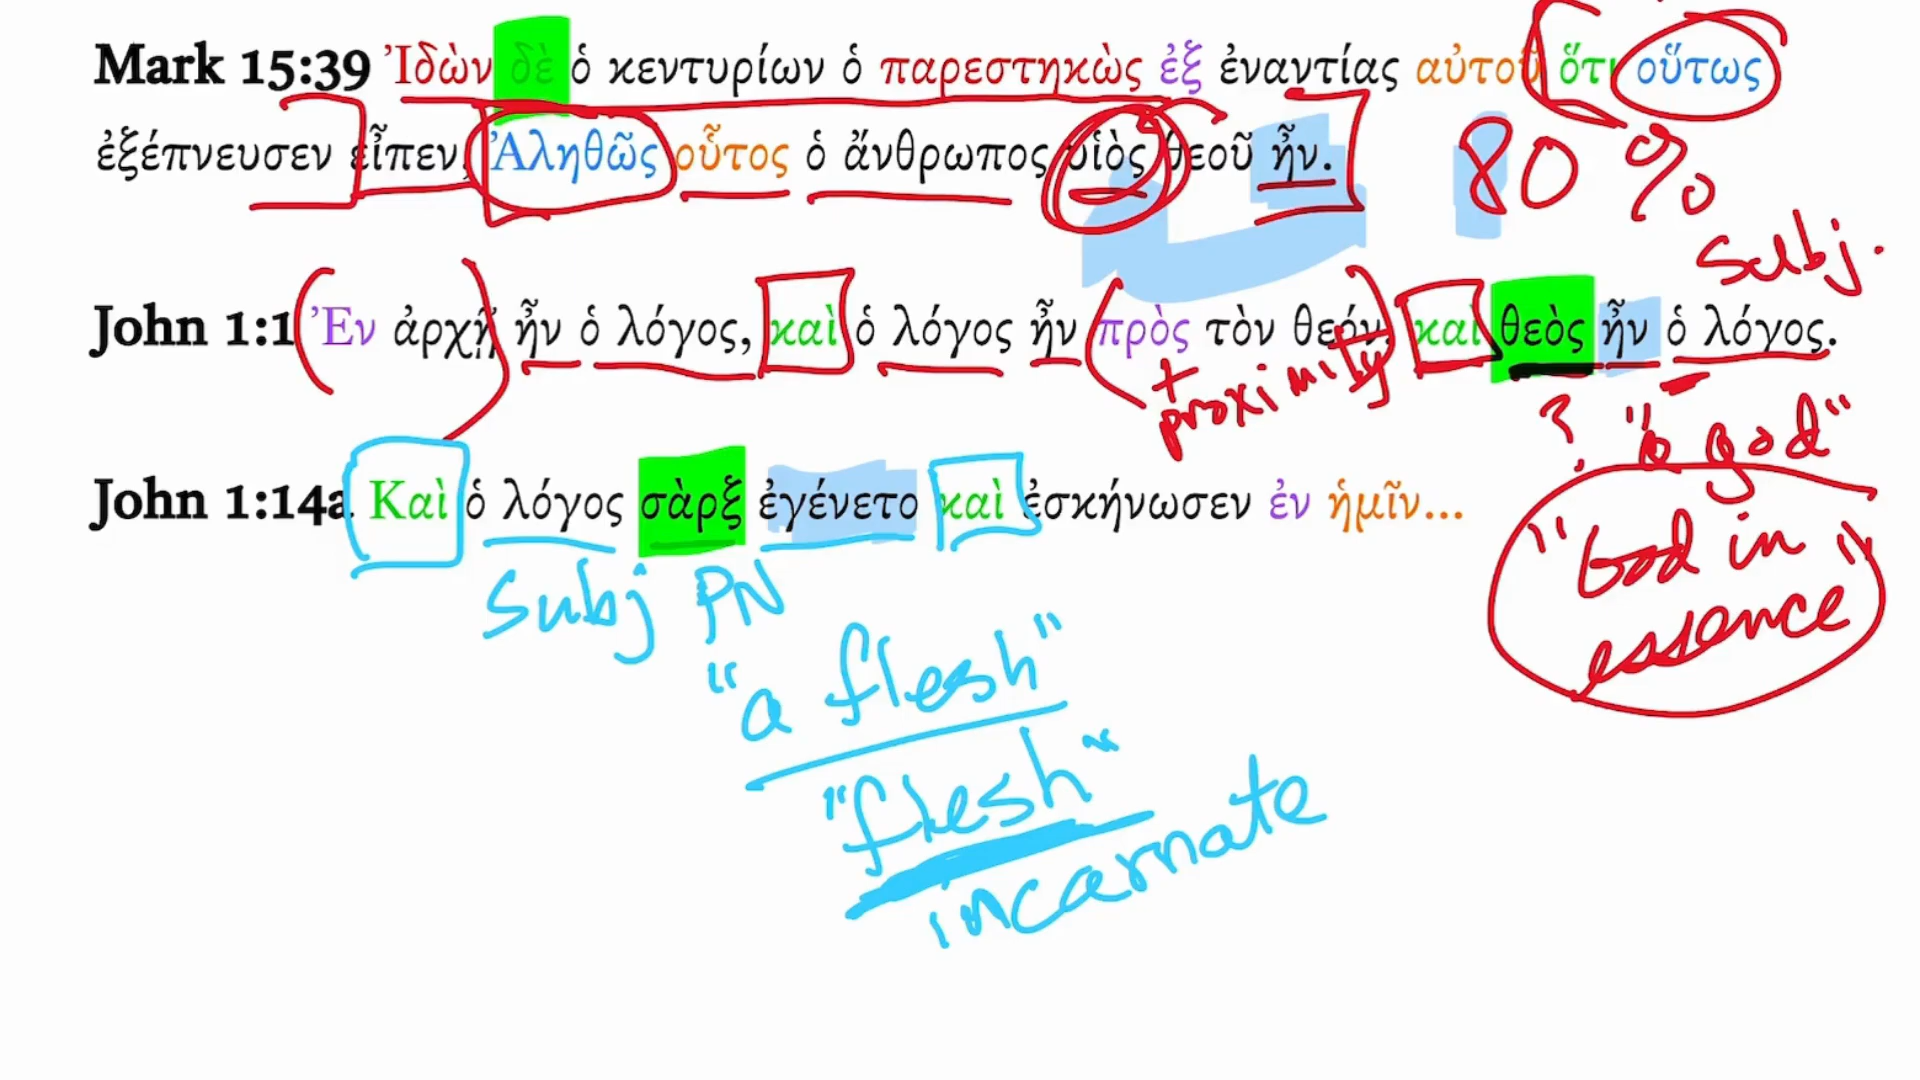 Mark 15:39 Ἰδὼν δὲ ὁ κεντυρίων ὁ παρεστηκὼς ἐξ ἐναντίας αὐτοῦ ὅτι οὕτως
ἐξέπνευσεν εἶπεν, Ἀληθῶς οὗτος ὁ ἄνθρωπος υἱὸς θεοῦ ἦν. 80 %
Subj.
John 1:1 Ἐν ἀρχῇ ἦν ὁ λόγος, καὶ ὁ λόγος ἦν πρὸς τὸν θεόν, καὶ θεὸς ἦν ὁ λόγος.
+
proximity
? "a god"
John 1:14a Καὶ ὁ λόγος σὰρξ ἐγένετο καὶ ἐσκήνωσεν ἐν ἡμῖν...
"God in
essence"
Subj PN
"a flesh"
"flesh"
incarnate